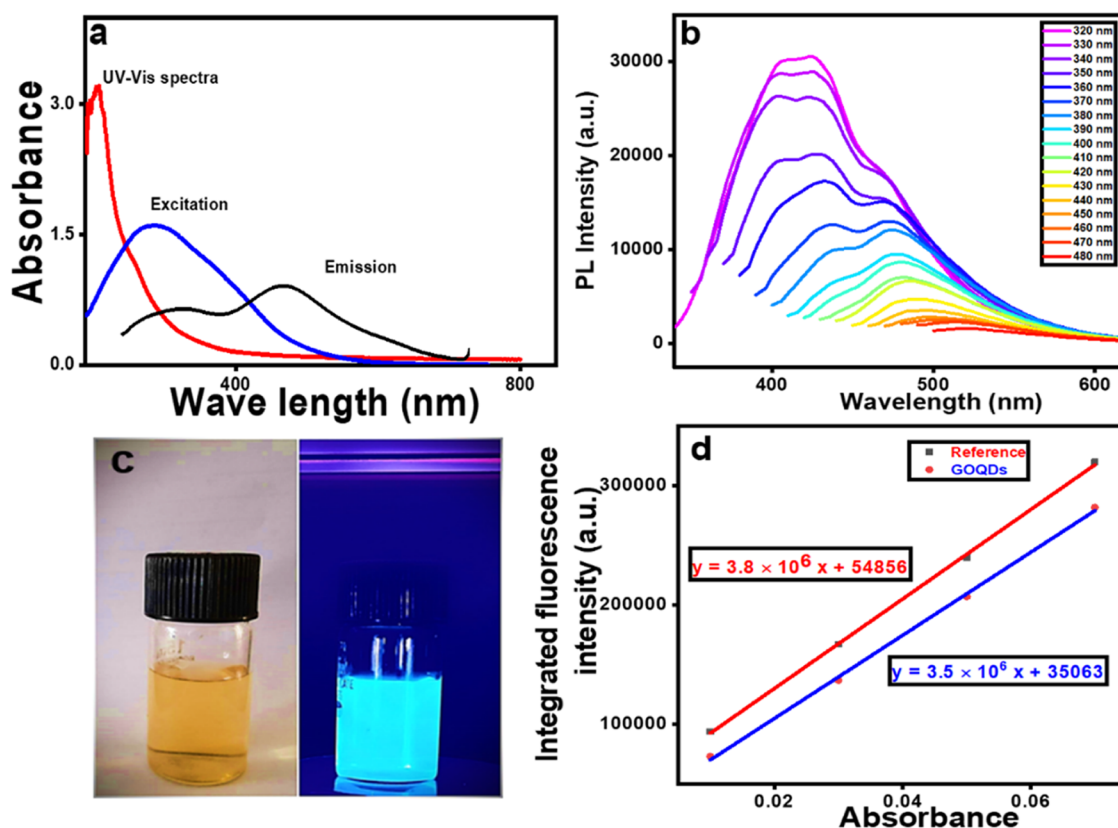 a
UV-Vis spectra
3.0
Excitation
1.5
Emission
0.0
400
800
Absorbance
Wave length (nm)
b
30000
20000
10000
0
400
500
600
PL Intensity (a.u.)
Wavelength (nm)
320 nm
330 nm
340 nm
350 nm
360 nm
370 nm
380 nm
390 nm
400 nm
410 nm
420 nm
430 nm
440 nm
450 nm
460 nm
470 nm
480 nm
c
d
Reference
GOQDs
300000
200000
100000
y = 3.8 × 10⁶ x + 54856
y = 3.5 × 10⁶ x + 35063
0.02
0.04
0.06
Integrated fluorescence
intensity (a.u.)
Absorbance